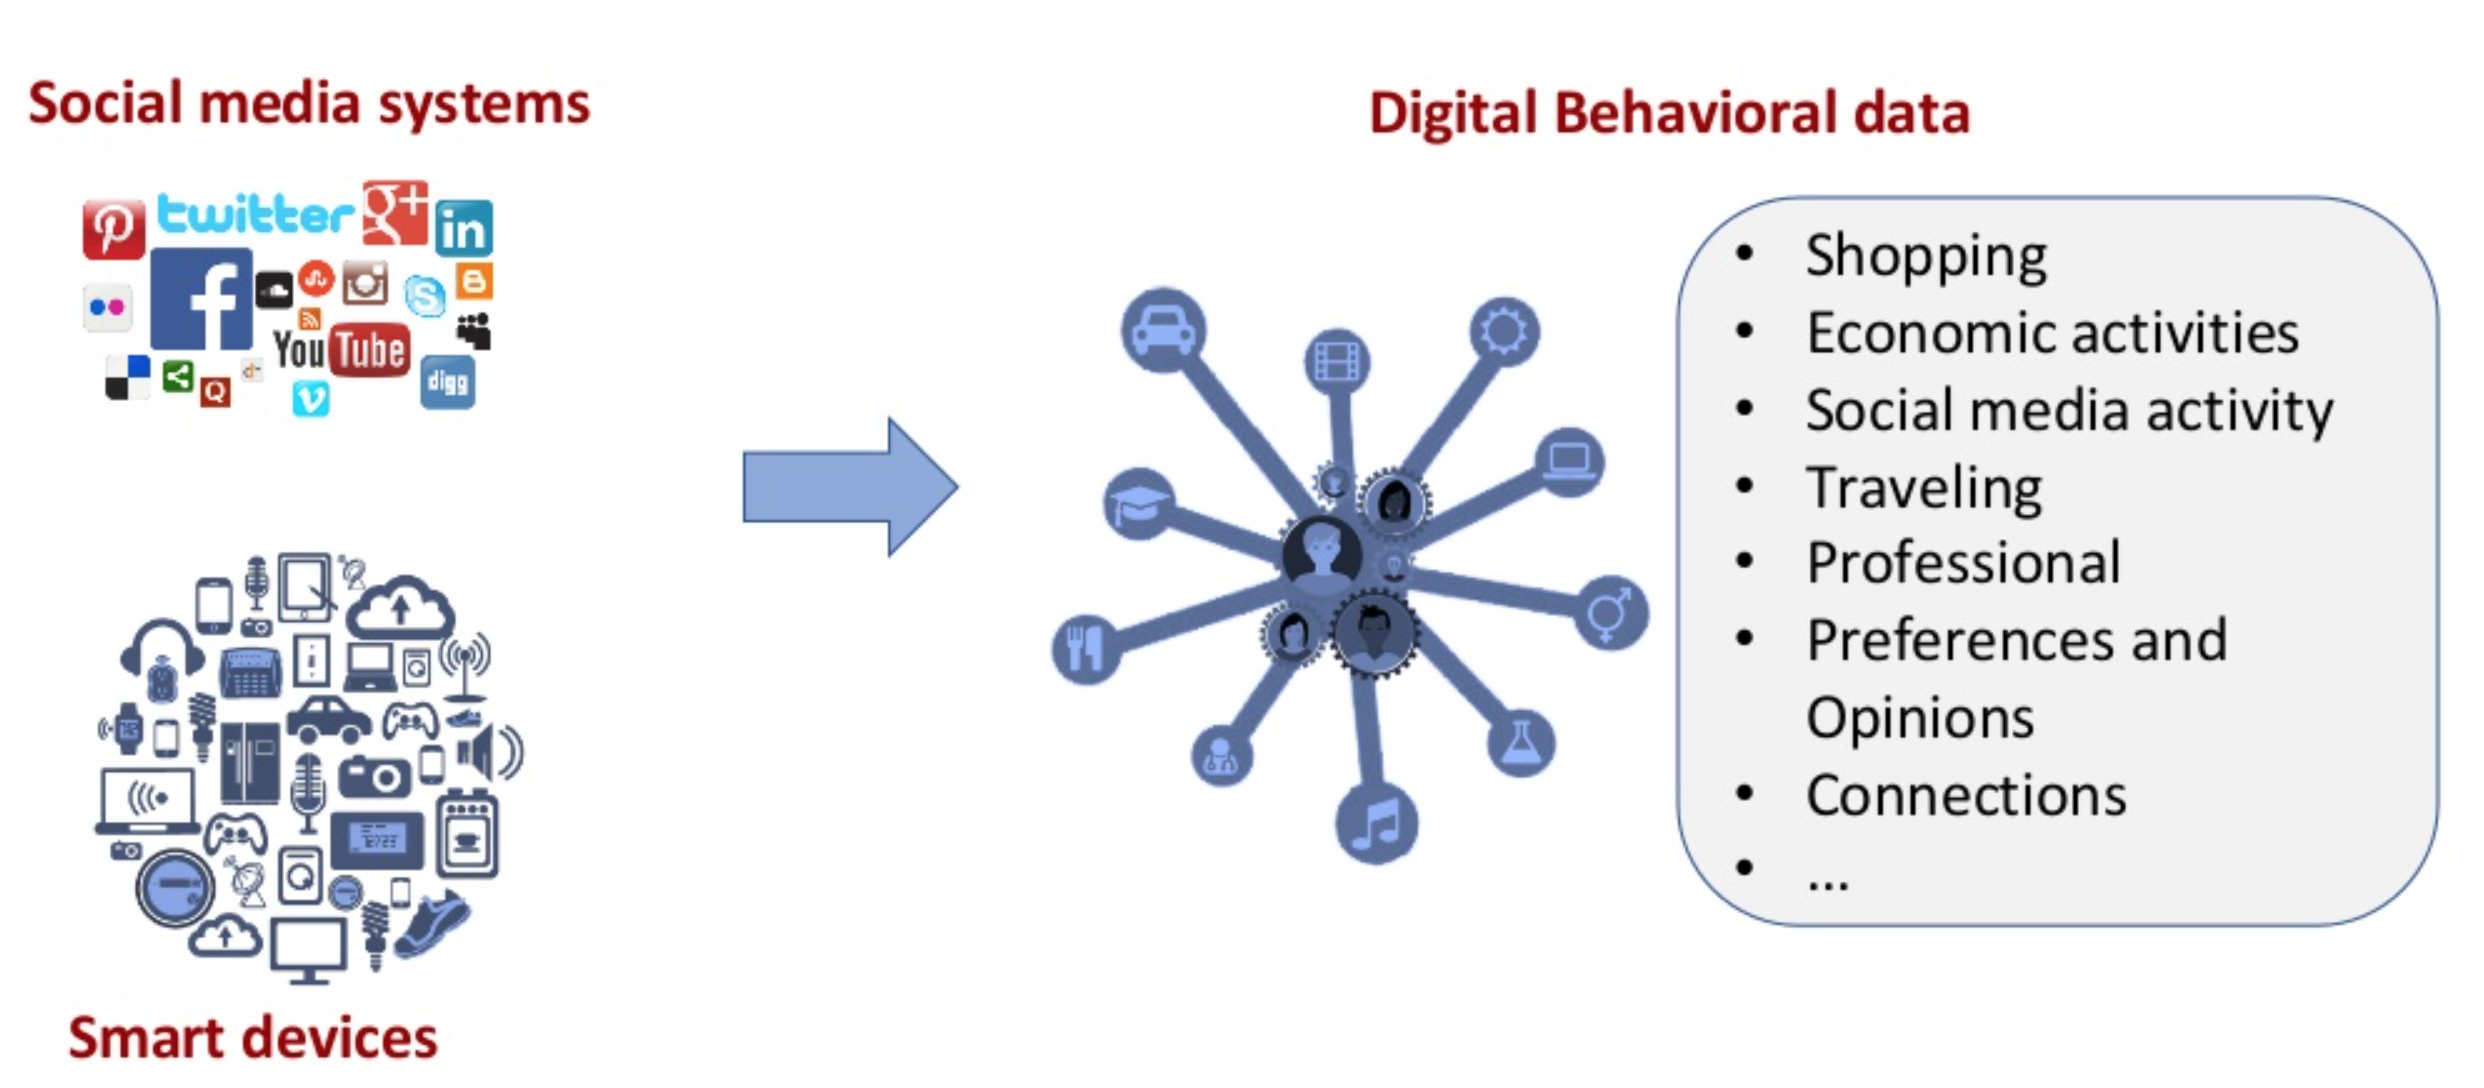 Social media systems
twitter
g+
in
You Tube
digg
Smart devices
Digital Behavioral data
• Shopping
• Economic activities
• Social media activity
• Traveling
• Professional
• Preferences and
Opinions
• Connections
• ...